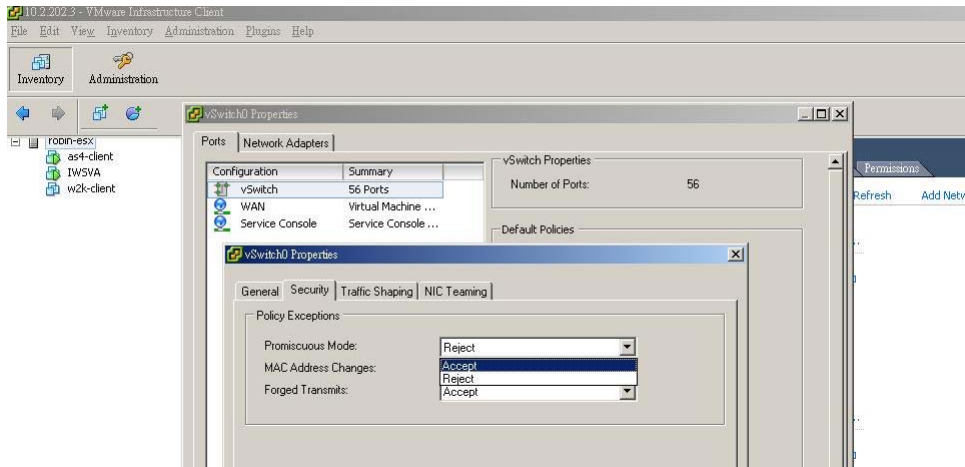 10.2.202.3 - VMware Infrastructure Client
File Edit View Inventory Administration Plugins Help
Inventory Administration
vSwitch0 Properties
robin-esx
as4-client
IWSVA
w2k-client
Ports Network Adapters
Configuration Summary
vSwitch 56 Ports
WAN Virtual Machine ...
Service Console Service Console ...
vSwitch Properties
Number of Ports: 56
Default Policies
Permissions
Refresh Add Netw
vSwitch0 Properties
General Security Traffic Shaping NIC Teaming
Policy Exceptions
Promiscuous Mode: Reject
MAC Address Changes: Accept
Reject
Forged Transmits: Accept